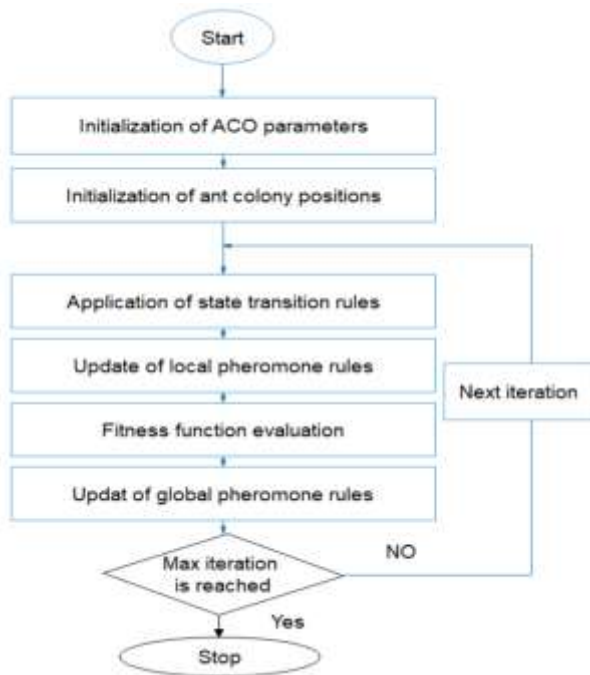 Start
Initialization of ACO parameters
Initialization of ant colony positions
Application of state transition rules
Update of local pheromone rules
Next iteration
Fitness function evaluation
Updat of global pheromone rules
NO
Max iteration
is reached
Yes
Stop